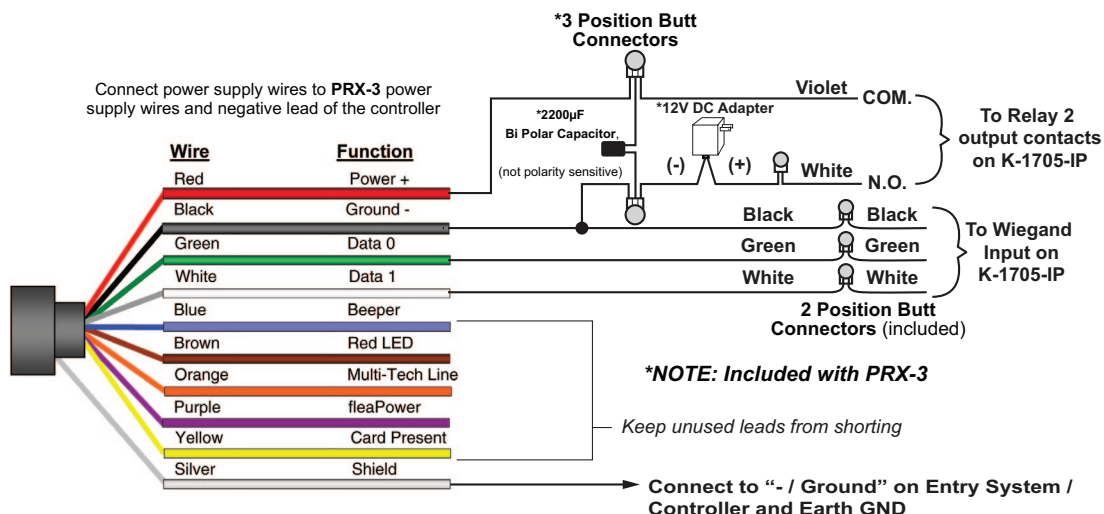 *3 Position Butt
Connectors
Connect power supply wires to PRX-3 power
supply wires and negative lead of the controller
*2200µF
Bi Polar Capacitor,
(not polarity sensitive)
*12V DC Adapter
(-)
(+)
Violet
COM.
White
N.O.
To Relay 2
output contacts
on K-1705-IP
Wire
Function
Red
Power +
Black
Ground -
Green
Data 0
White
Data 1
Blue
Beeper
Brown
Red LED
Orange
Multi-Tech Line
Purple
fleaPower
Yellow
Card Present
Silver
Shield
Black
Black
Green
Green
White
White
To Wiegand
Input on
K-1705-IP
2 Position Butt
Connectors (included)
*NOTE: Included with PRX-3
Keep unused leads from shorting
Connect to “- / Ground” on Entry System /
Controller and Earth GND